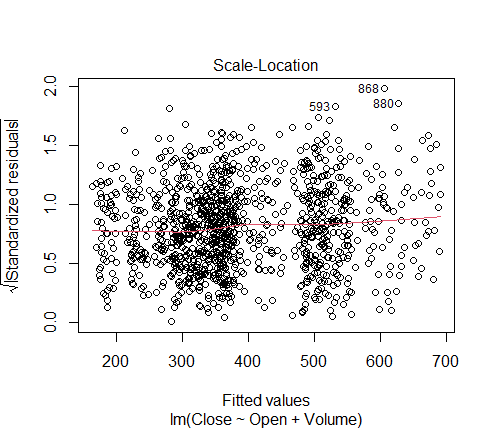 Scale-Location
√|Standardized residuals|
2.0
1.5
1.0
0.5
0.0
868
593
880
200 300 400 500 600 700
Fitted values
lm(Close ~ Open + Volume)